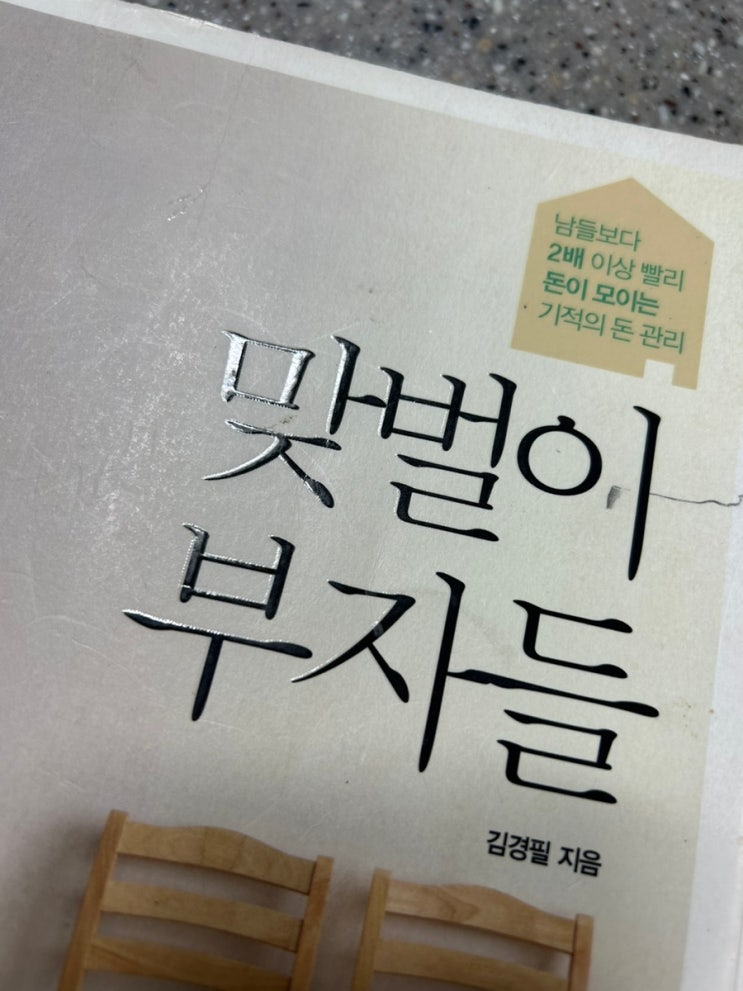 남들보다
2배 이상 빨리
돈이 모이는
기적의 돈 관리
맞벌이
부자들
김경필 지음